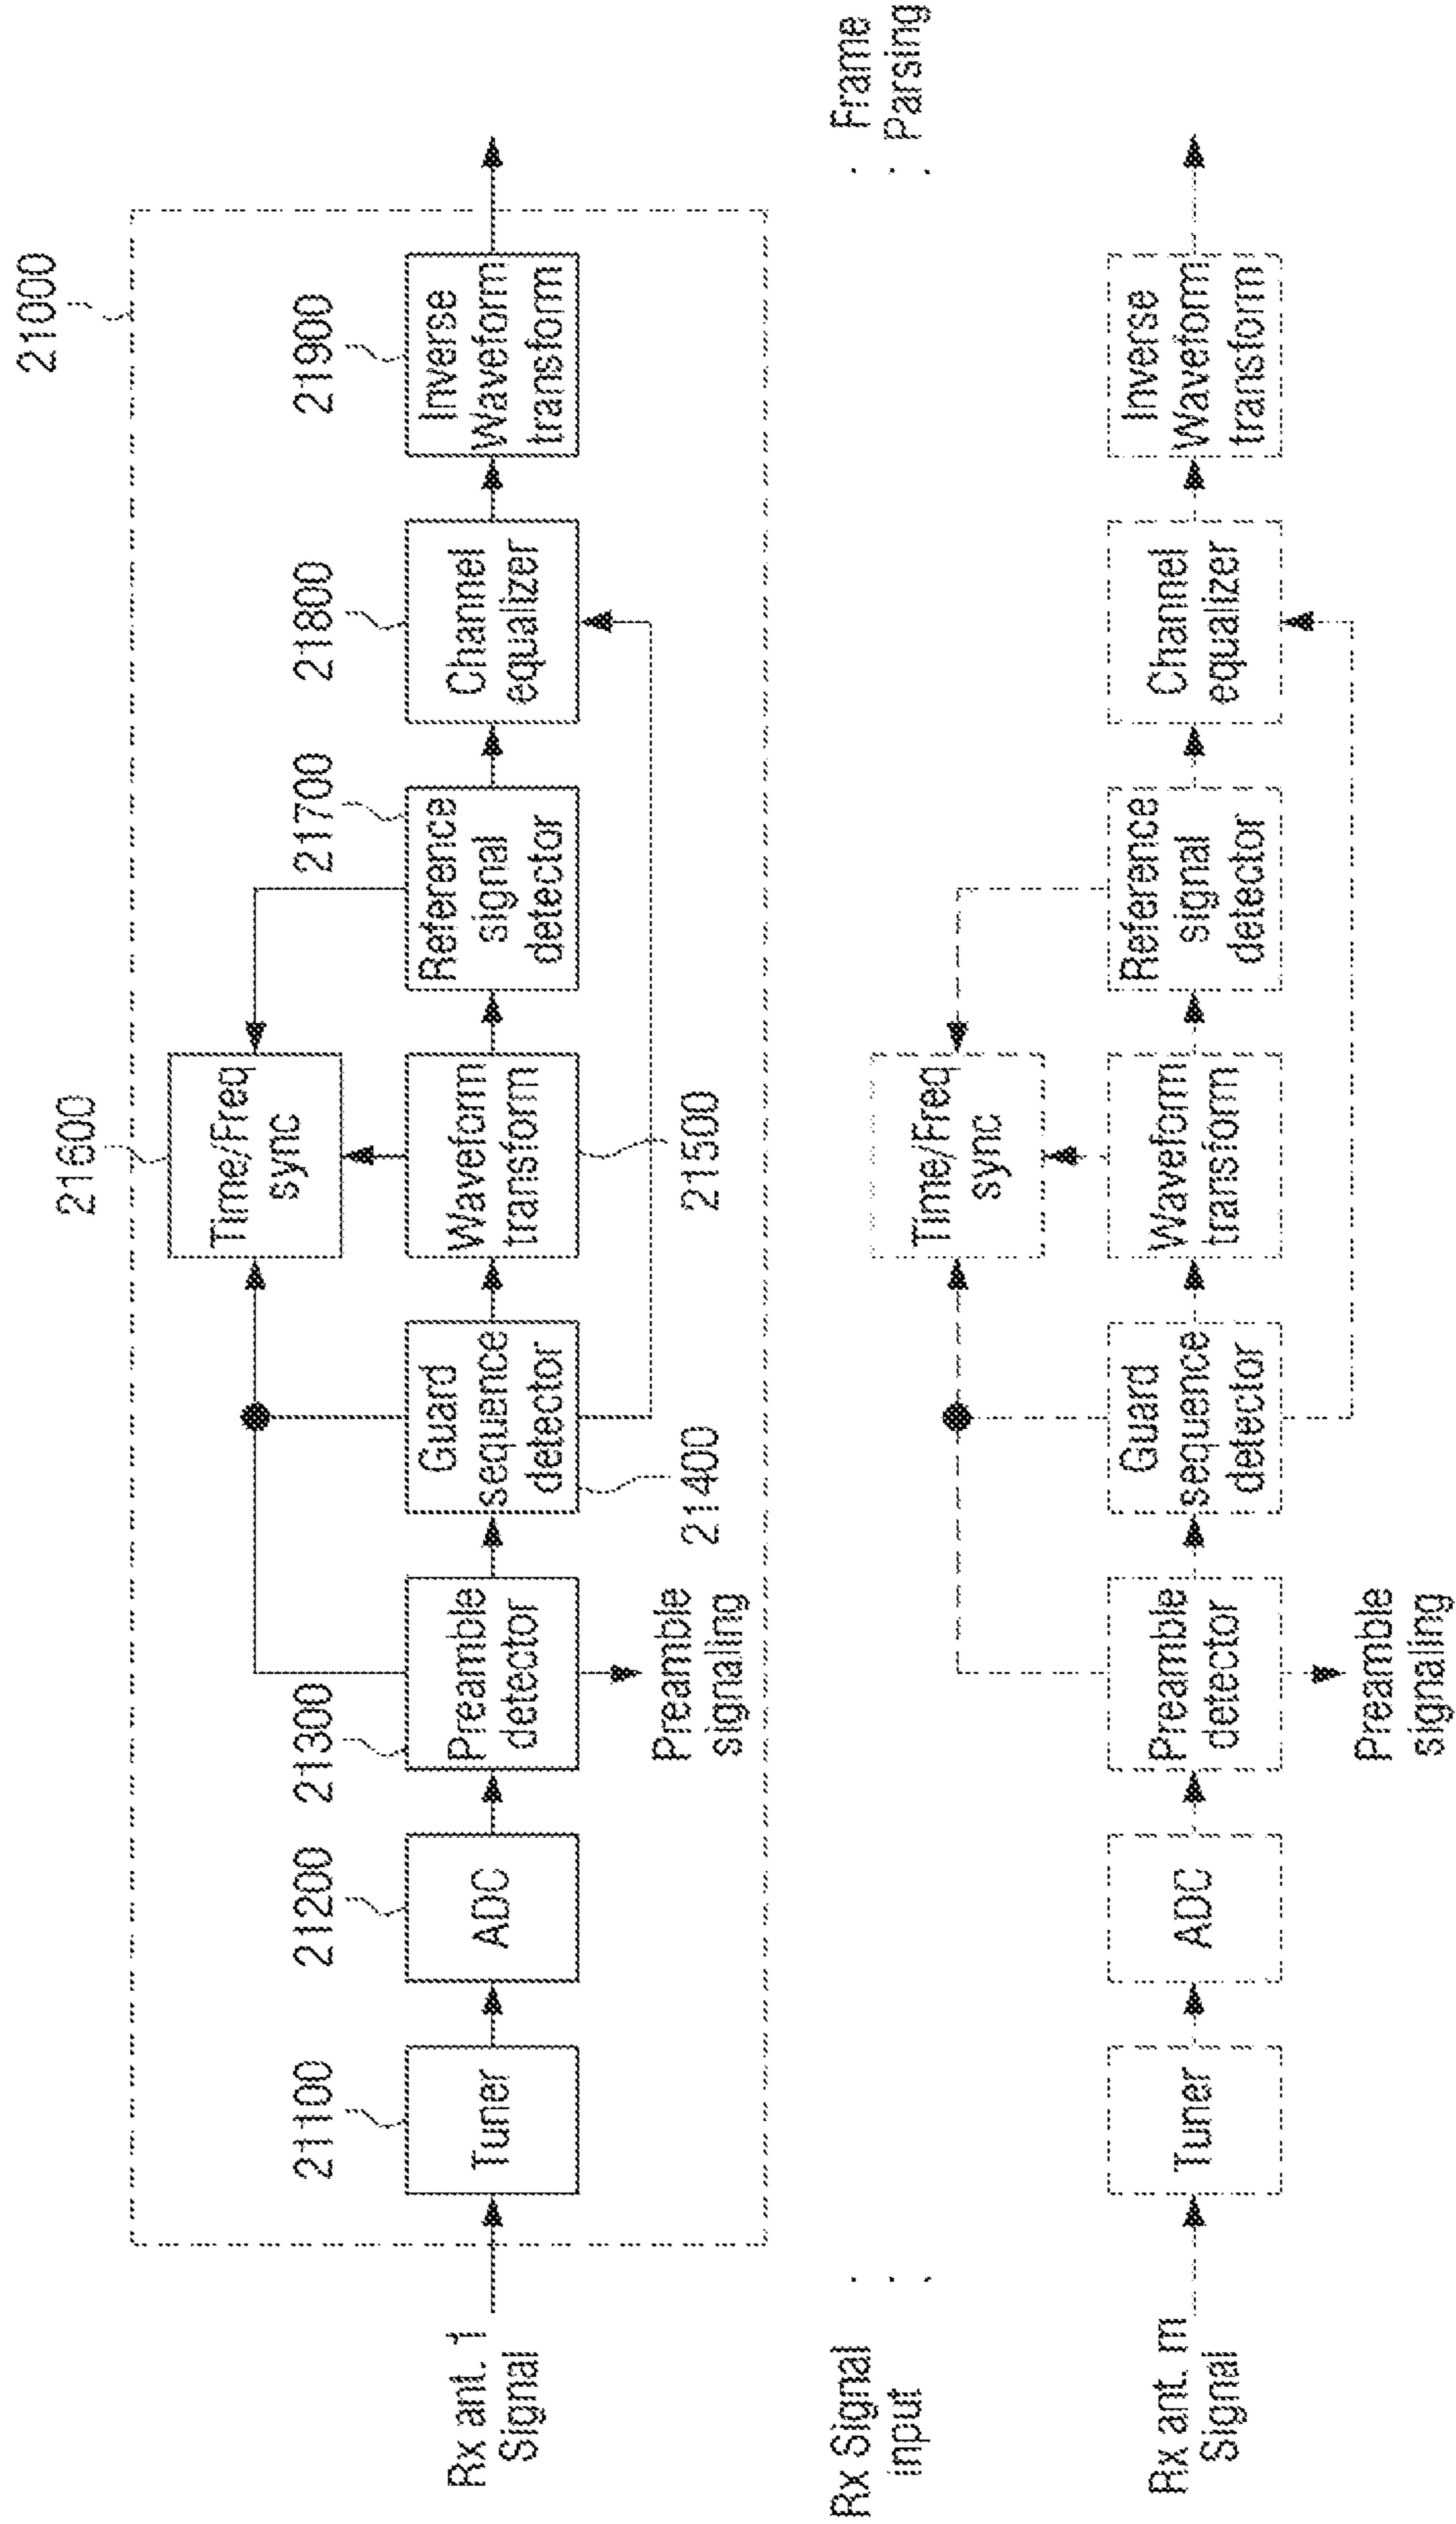 21000
21600
Time/Freq
sync
21100
Tuner
21200
ADC
21300
Preamble
detector
Guard
sequence
detector
21400
Waveform
transform
21500
21700
Reference
signal
detector
21800
Channel
equalizer
21900
Inverse
Waveform
transform
Rx ant. 1
Signal
Preamble
signaling
Rx Signal
input
Frame
Parsing
Time/Freq
sync
Rx ant. m
Signal
Tuner
ADC
Preamble
detector
Guard
sequence
detector
Waveform
transform
Reference
signal
detector
Channel
equalizer
Inverse
Waveform
transform
Preamble
signaling